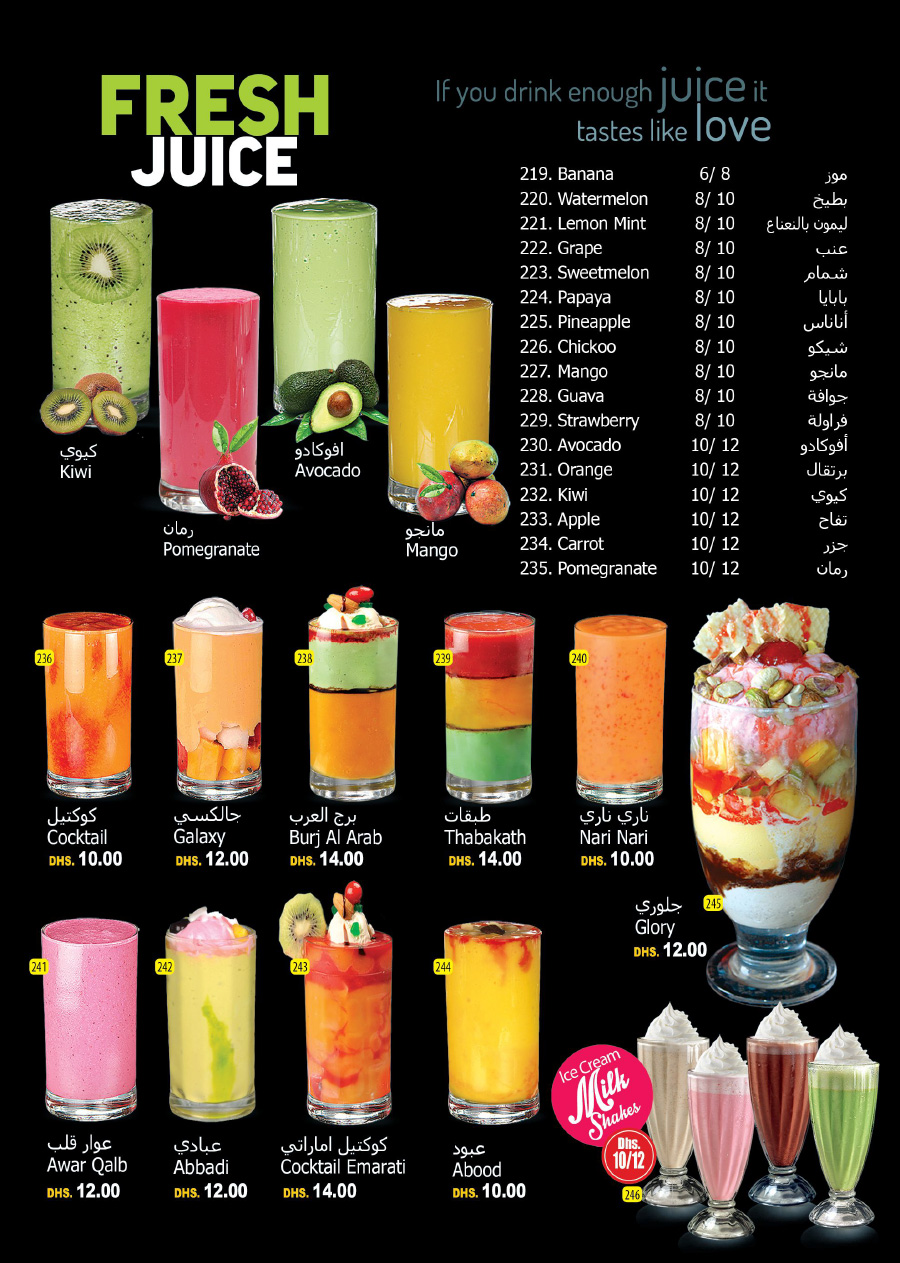 FRESH
JUICE
If you drink enough juice it
tastes like love
219. Banana 6/ 8 موز
220. Watermelon 8/ 10 بطيخ
221. Lemon Mint 8/ 10 ليمون بالنعناع
222. Grape 8/ 10 عنب
223. Sweetmelon 8/ 10 شمام
224. Papaya 8/ 10 بابايا
225. Pineapple 8/ 10 أناناس
226. Chickoo 8/ 10 شيكو
227. Mango 8/ 10 مانجو
228. Guava 8/ 10 جوافة
229. Strawberry 8/ 10 فراولة
230. Avocado 10/ 12 أفوكادو
231. Orange 10/ 12 برتقال
232. Kiwi 10/ 12 كيوي
233. Apple 10/ 12 تفاح
234. Carrot 10/ 12 جزر
235. Pomegranate 10/ 12 رمان
كيوي
Kiwi
رمان
Pomegranate
افوكادو
Avocado
مانجو
Mango
236
كوكتيل
Cocktail
DHS. 10.00
237
جالكسي
Galaxy
DHS. 12.00
238
برج العرب
Burj Al Arab
DHS. 14.00
239
طبقات
Thabakath
DHS. 14.00
240
ناري ناري
Nari Nari
DHS. 10.00
245
جلوري
Glory
DHS. 12.00
241
عوار قلب
Awar Qalb
DHS. 12.00
242
عبادي
Abbadi
DHS. 12.00
243
كوكتيل اماراتي
Cocktail Emarati
DHS. 14.00
244
عبود
Abood
DHS. 10.00
Ice Cream
Milk
Shakes
Dhs.
10/12
246